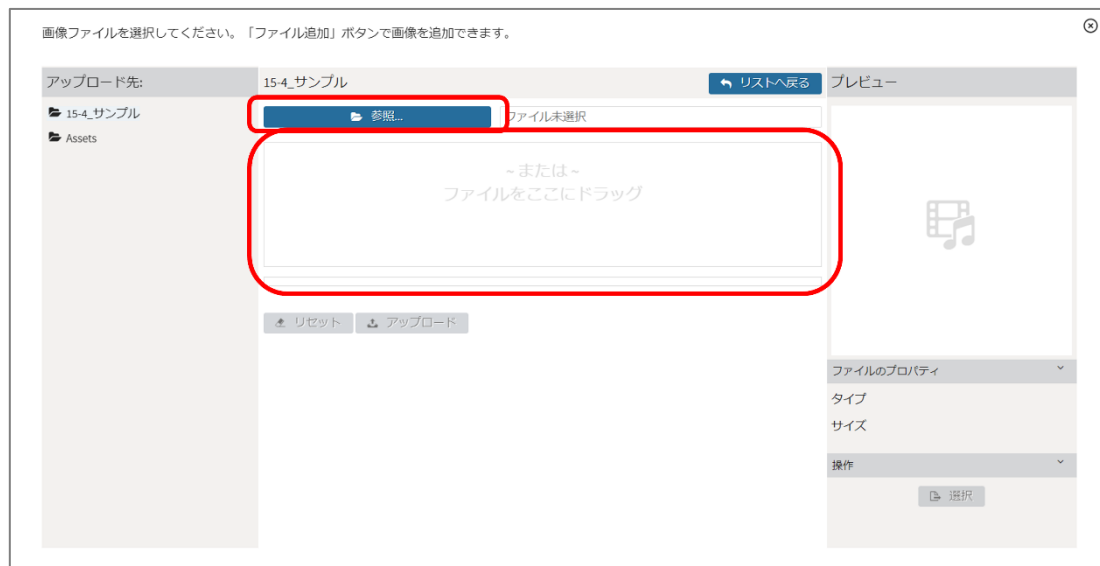 画像ファイルを選択してください。「ファイル追加」ボタンで画像を追加できます。
アップロード先:
15-4_サンプル
Assets
15-4_サンプル
リストへ戻る
参照...
ファイル未選択
~または~
ファイルをここにドラッグ
リセット
アップロード
プレビュー
ファイルのプロパティ
タイプ
サイズ
操作
選択